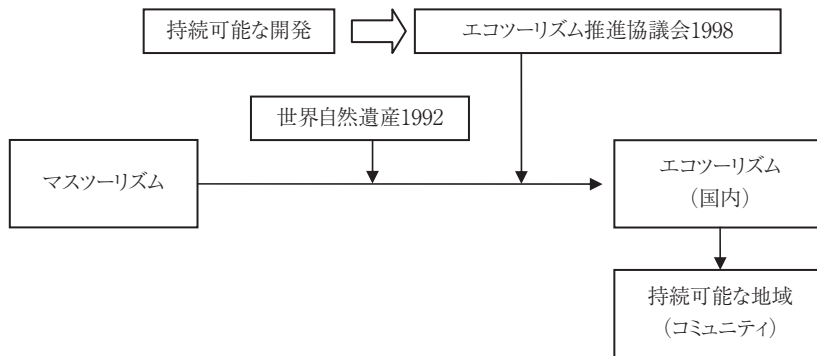 持続可能な開発
エコツーリズム推進協議会1998
世界自然遺産1992
マスツーリズム
エコツーリズム
(国内)
持続可能な地域
(コミュニティ)